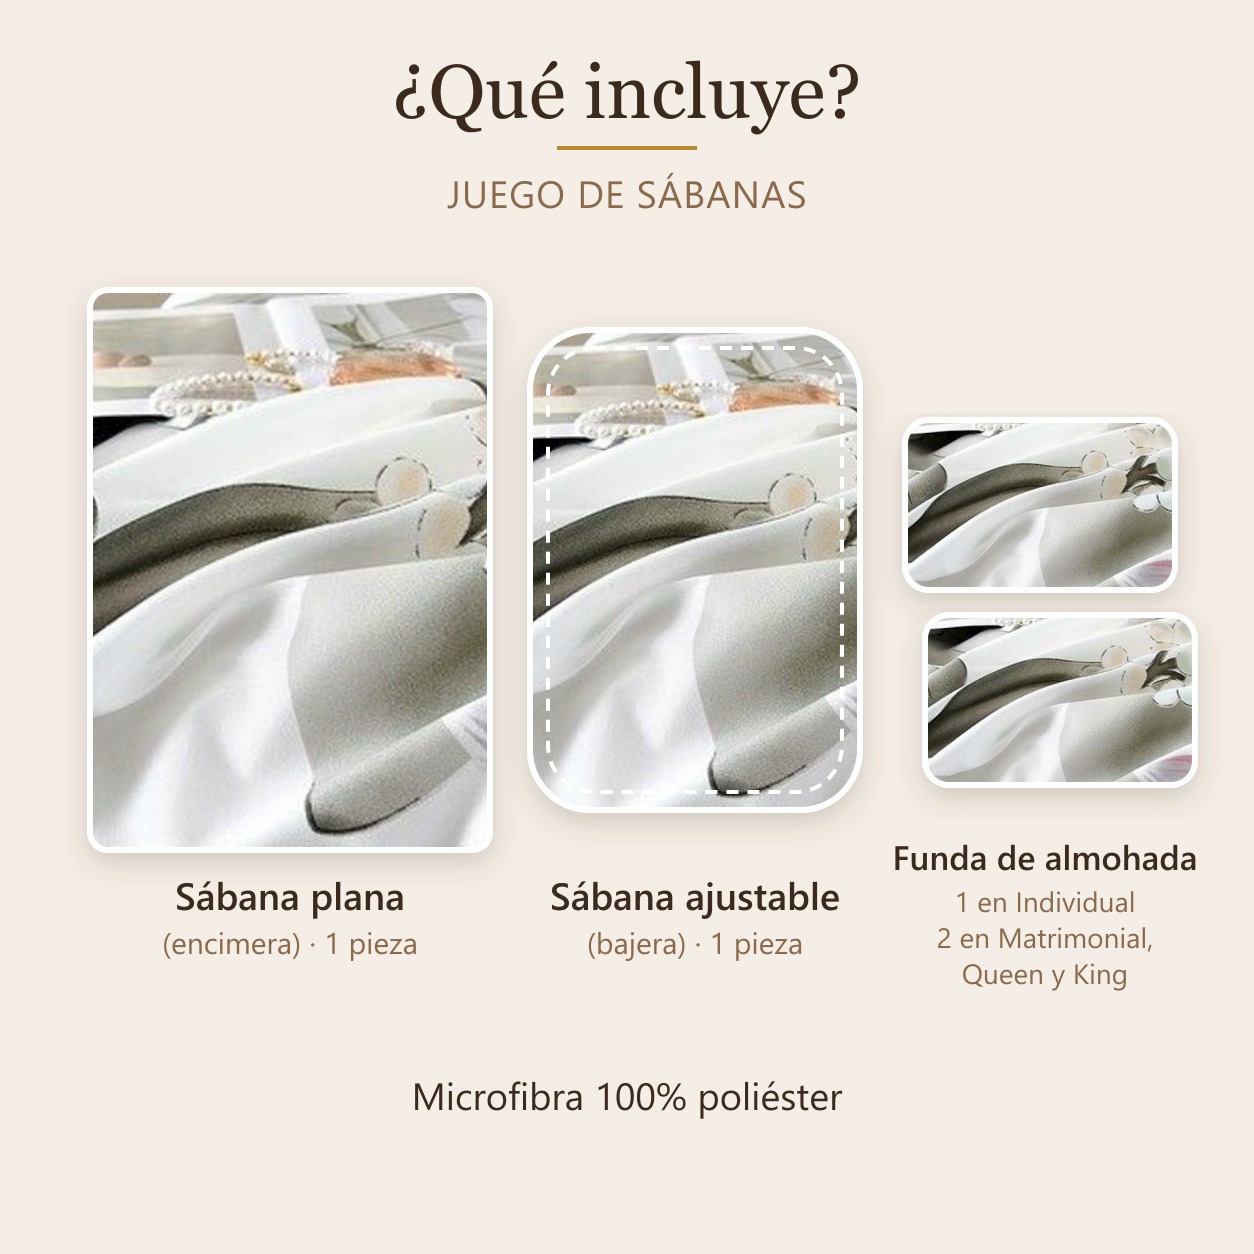 ¿Qué incluye?
JUEGO DE SÁBANAS
Sábana plana
(encimera) · 1 pieza
Sábana ajustable
(bajera) · 1 pieza
Funda de almohada
1 en Individual
2 en Matrimonial,
Queen y King
Microfibra 100% poliéster